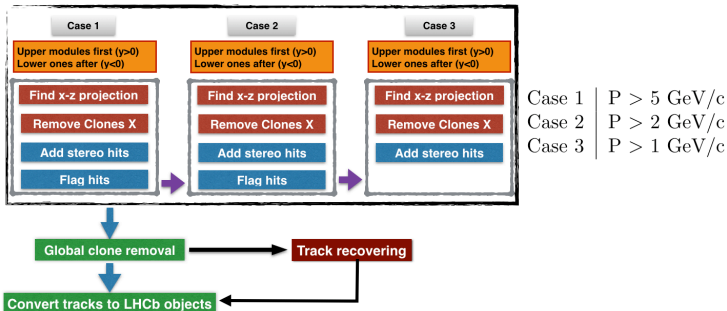 Case 1
Upper modules first (y>0)
Lower ones after (y<0)
Find x-z projection
Remove Clones X
Add stereo hits
Flag hits
Case 2
Upper modules first (y>0)
Lower ones after (y<0)
Find x-z projection
Remove Clones X
Add stereo hits
Flag hits
Case 3
Upper modules first (y>0)
Lower ones after (y<0)
Find x-z projection
Remove Clones X
Add stereo hits
Case 1 | P > 5 GeV/c
Case 2 | P > 2 GeV/c
Case 3 | P > 1 GeV/c
Global clone removal
Track recovering
Convert tracks to LHCb objects